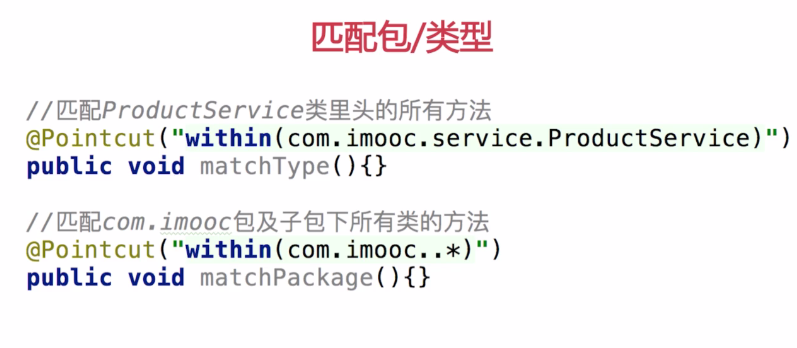 匹配包/类型
//匹配ProductService类里头的所有方法
@Pointcut("within(com.imooc.service.ProductService)")
public void matchType(){}
//匹配com.imooc包及子包下所有类的方法
@Pointcut("within(com.imooc..*)")
public void matchPackage(){}